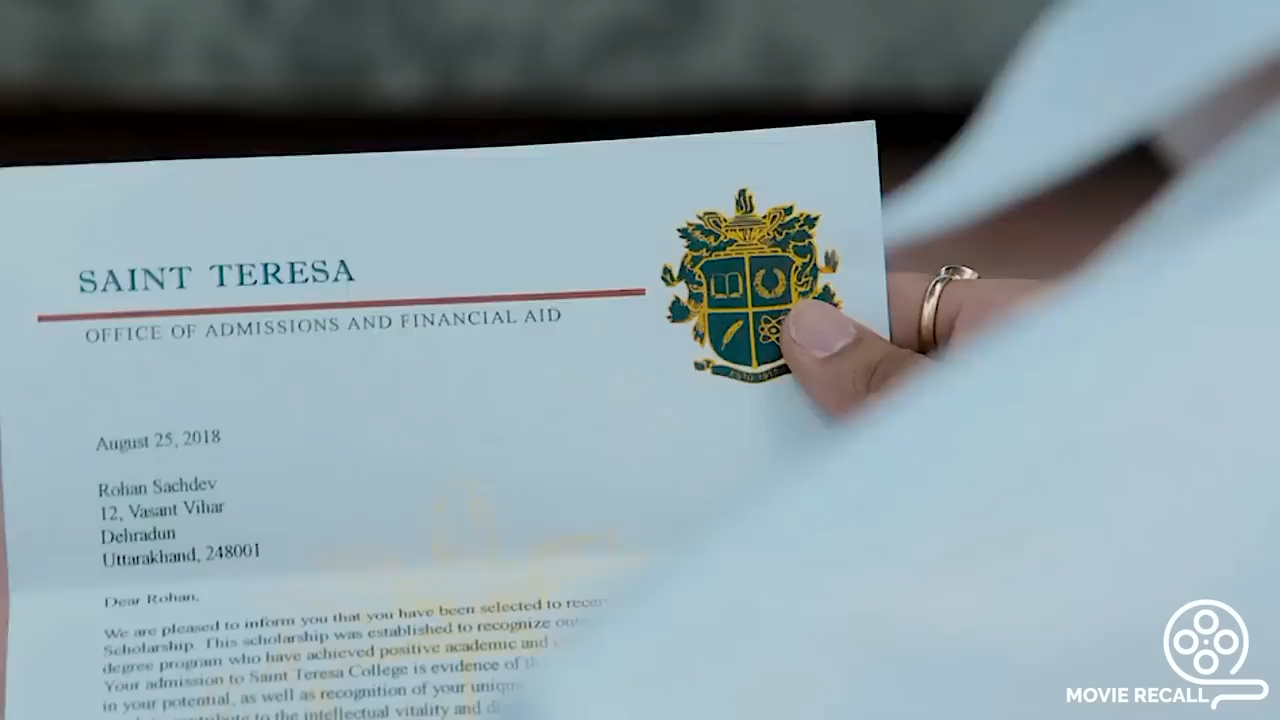 SAINT TERESA
OFFICE OF ADMISSIONS AND FINANCIAL AID
August 25, 2018
Rohan Sachdev
12, Vasant Vihar
Dehradun
Uttarakhand, 248001
Dear Rohan,
We are pleased to inform you that you have been selected to
Scholarship. This scholarship was established to recognize
degree program who have achieved positive academic and
Your admission to Saint Teresa College is evidence of
in your potential, as well as recognition of your unique
contribute to the intellectual vitality and
MOVIE RECALL